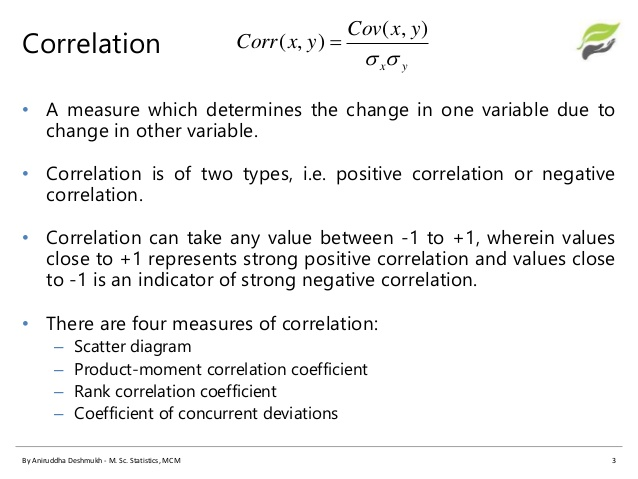 Correlation
Corr(x, y) = Cov(x, y) / σxσy
• A measure which determines the change in one variable due to
change in other variable.
• Correlation is of two types, i.e. positive correlation or negative
correlation.
• Correlation can take any value between -1 to +1, wherein values
close to +1 represents strong positive correlation and values close
to -1 is an indicator of strong negative correlation.
• There are four measures of correlation:
– Scatter diagram
– Product-moment correlation coefficient
– Rank correlation coefficient
– Coefficient of concurrent deviations
By Aniruddha Deshmukh - M. Sc. Statistics, MCM
3